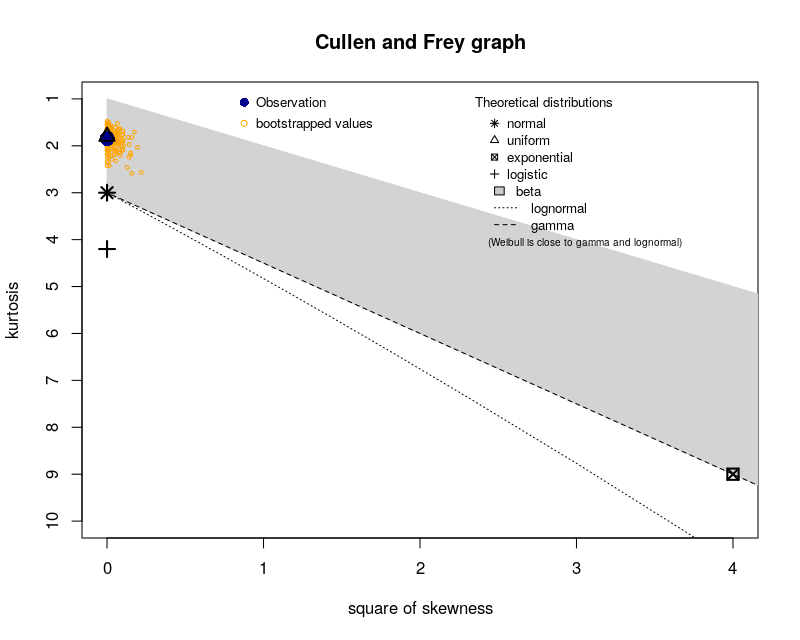 Cullen and Frey graph
Observation
bootstrapped values
Theoretical distributions
normal
uniform
exponential
logistic
beta
lognormal
gamma
(Weibull is close to gamma and lognormal)
kurtosis
1
2
3
4
5
6
7
8
9
10
0 1 2 3 4
square of skewness